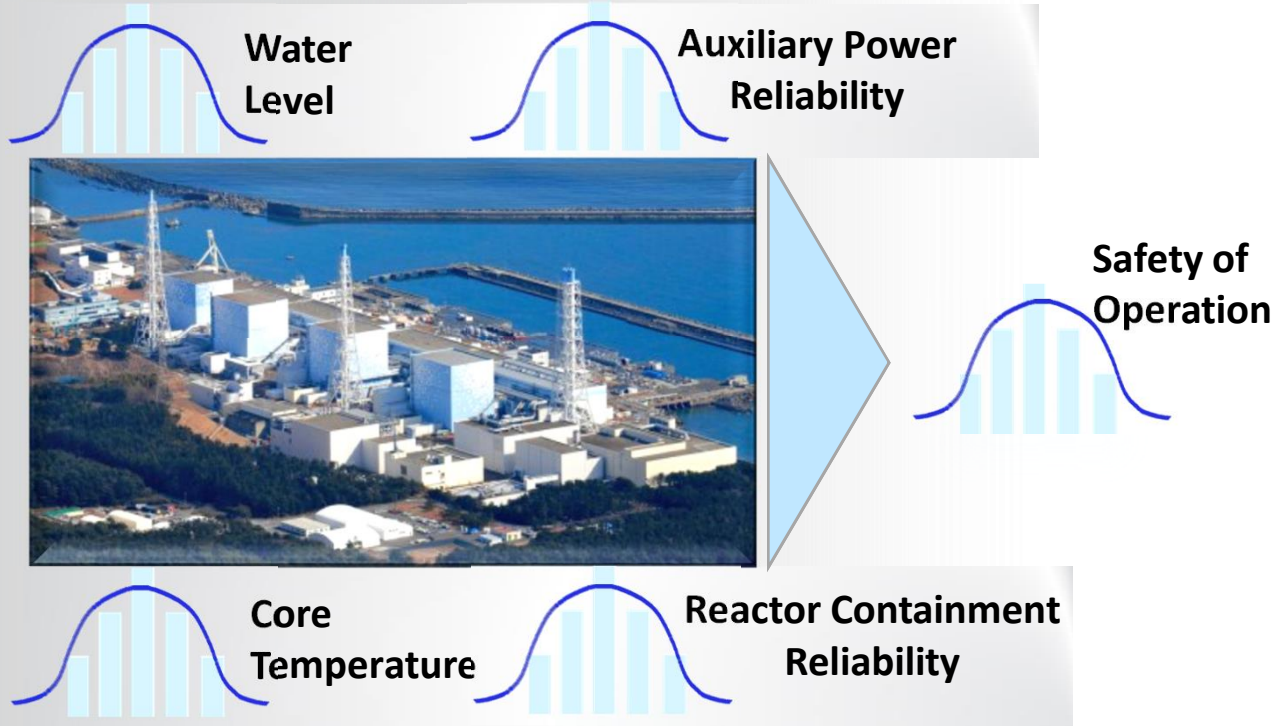 Water
Level
Auxiliary Power
Reliability
Safety of
Operation
Core
Temperature
Reactor Containment
Reliability